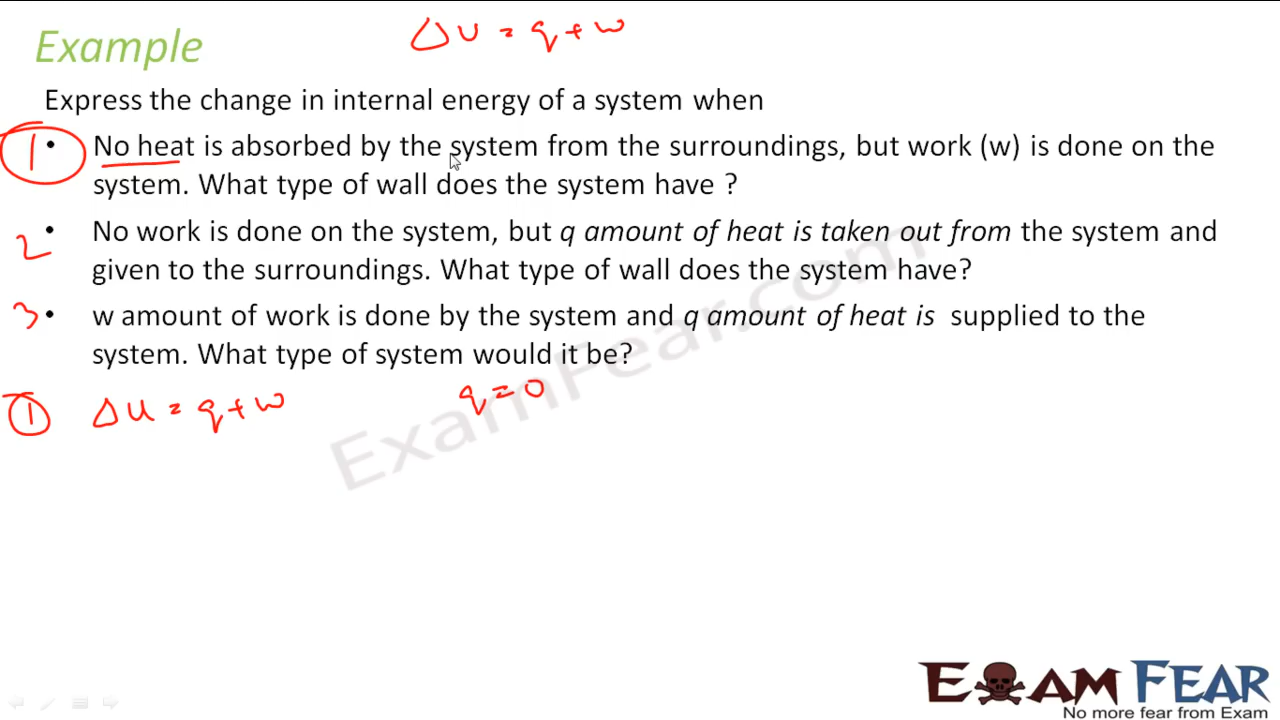 Example
ΔU = q + w
Express the change in internal energy of a system when
1 • No heat is absorbed by the system from the surroundings, but work (w) is done on the
system. What type of wall does the system have ?
2 • No work is done on the system, but q amount of heat is taken out from the system and
given to the surroundings. What type of wall does the system have?
3 • w amount of work is done by the system and q amount of heat is supplied to the
system. What type of system would it be?
① ΔU = q + w q = 0
ExamFear.com
EXAM FEAR
No more fear from Exam